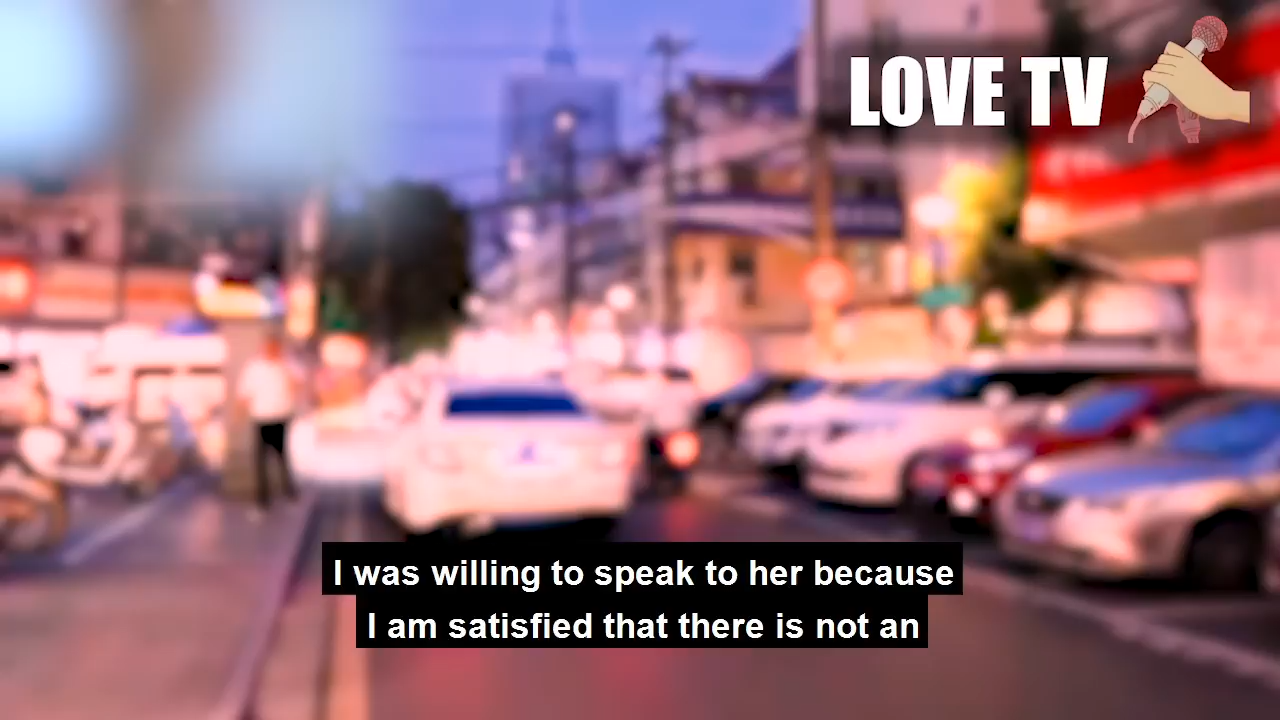 LOVE TV
I was willing to speak to her because
I am satisfied that there is not an